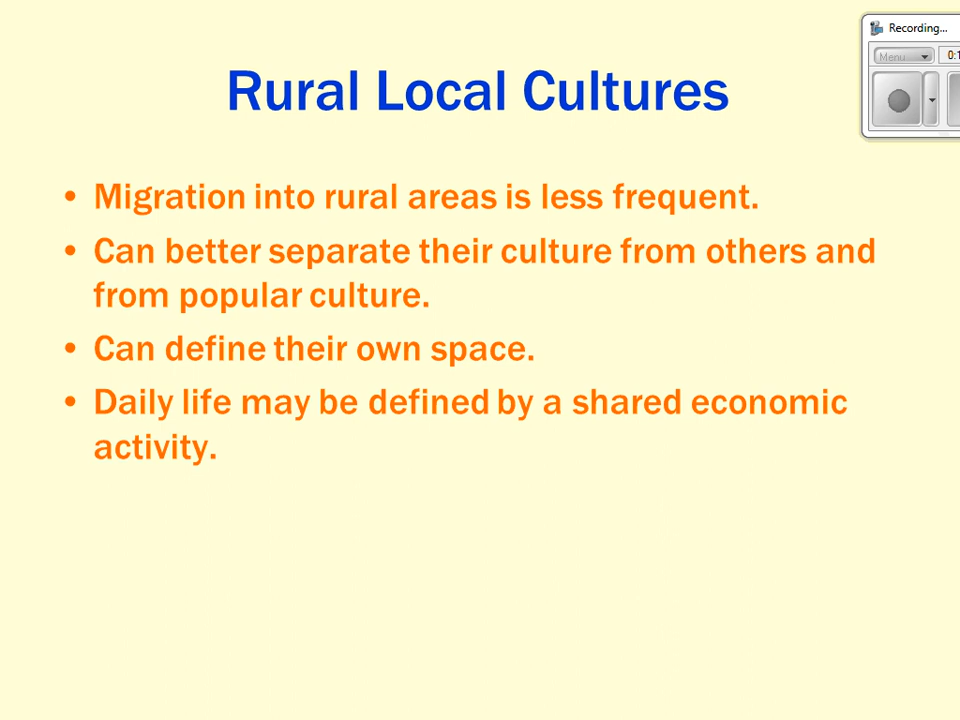 Recording...
Menu
Rural Local Cultures
• Migration into rural areas is less frequent.
• Can better separate their culture from others and
from popular culture.
• Can define their own space.
• Daily life may be defined by a shared economic
activity.